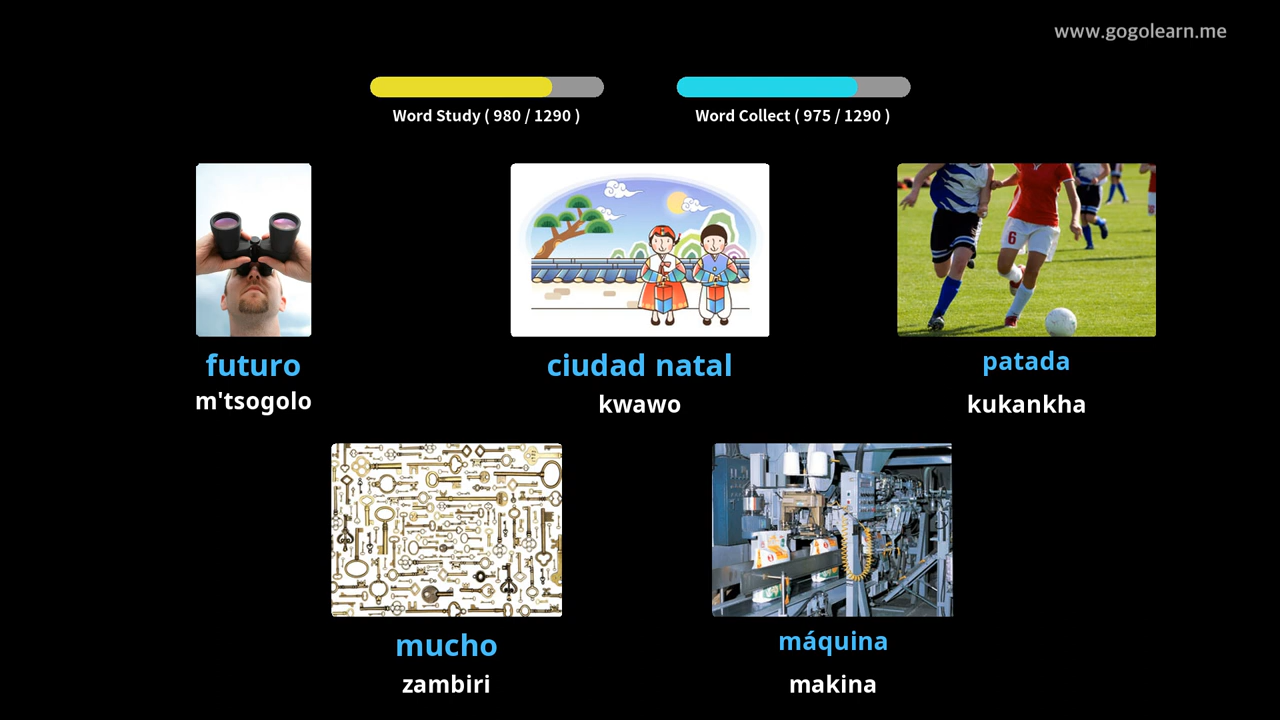 www.gogolearn.me
Word Study ( 980 / 1290 )
Word Collect ( 975 / 1290 )
futuro
m'tsogolo
ciudad natal
kwawo
patada
kukankha
6
mucho
zambiri
máquina
makina